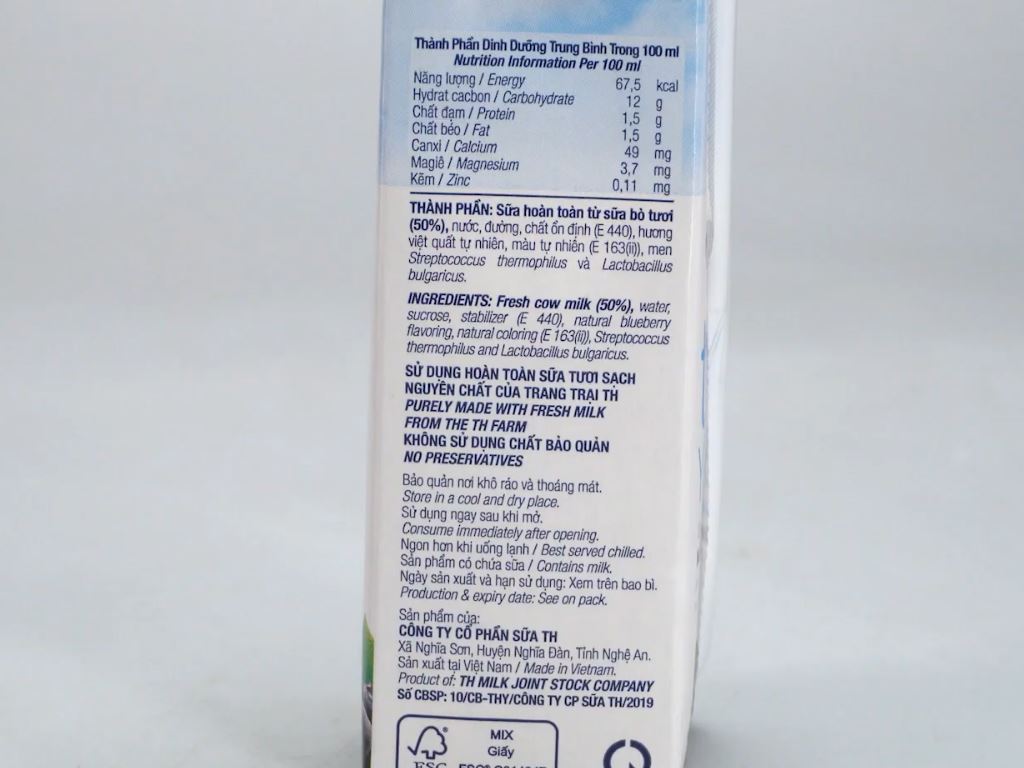 Thành Phần Dinh Dưỡng Trung Bình Trong 100 ml
Nutrition Information Per 100 ml
Năng lượng / Energy 67,5 kcal
Hydrat cacbon / Carbohydrate 12 g
Chất đạm / Protein 1,5 g
Chất béo / Fat 1,5 g
Canxi / Calcium 49 mg
Magiê / Magnesium 3,7 mg
Kẽm / Zinc 0,11 mg
THÀNH PHẦN: Sữa hoàn toàn từ sữa bò tươi
(50%), nước, đường, chất ổn định (E 440), hương
việt quất tự nhiên, màu tự nhiên (E 163(ii)), men
Streptococcus thermophilus và Lactobacillus
bulgaricus.
INGREDIENTS: Fresh cow milk (50%), water,
sucrose, stabilizer (E 440), natural blueberry
flavoring, natural coloring (E 163(ii)), Streptococcus
thermophilus and Lactobacillus bulgaricus.
SỬ DỤNG HOÀN TOÀN SỮA TƯƠI SẠCH
NGUYÊN CHẤT CỦA TRANG TRẠI TH
PURELY MADE WITH FRESH MILK
FROM THE TH FARM
KHÔNG SỬ DỤNG CHẤT BẢO QUẢN
NO PRESERVATIVES
Bảo quản nơi khô ráo và thoáng mát.
Store in a cool and dry place.
Sử dụng ngay sau khi mở.
Consume immediately after opening.
Ngon hơn khi uống lạnh / Best served chilled.
Sản phẩm có chứa sữa / Contains milk.
Ngày sản xuất và hạn sử dụng: Xem trên bao bì.
Production & expiry date: See on pack.
Sản phẩm của:
CÔNG TY CỔ PHẦN SỮA TH
Xã Nghĩa Sơn, Huyện Nghĩa Đàn, Tỉnh Nghệ An.
Sản xuất tại Việt Nam / Made in Vietnam.
Product of: TH MILK JOINT STOCK COMPANY
Số CBSP: 10/CB-THY/CÔNG TY CP SỮA TH/2019
MIX
Giấy
FSC